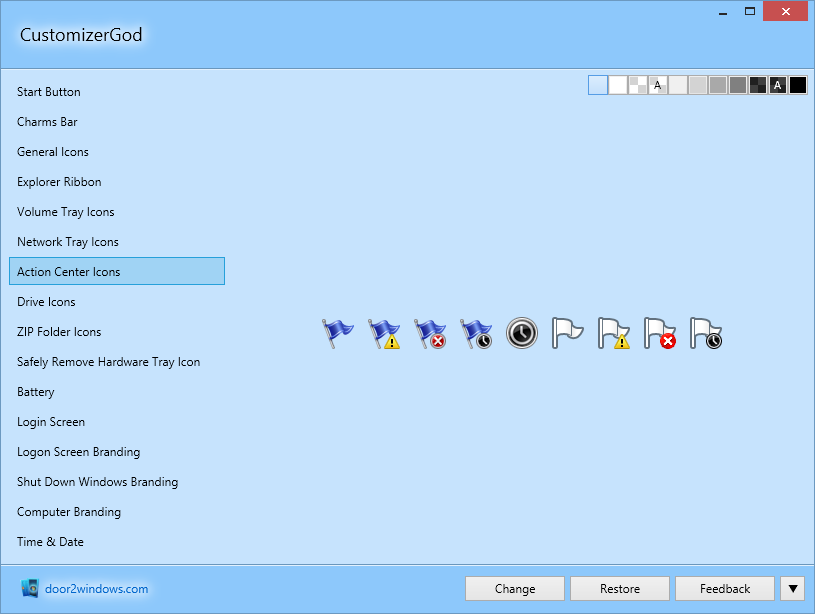 CustomizerGod
A
A
Start Button
Charms Bar
General Icons
Explorer Ribbon
Volume Tray Icons
Network Tray Icons
Action Center Icons
Drive Icons
ZIP Folder Icons
Safely Remove Hardware Tray Icon
Battery
Login Screen
Logon Screen Branding
Shut Down Windows Branding
Computer Branding
Time & Date
door2windows.com
Change
Restore
Feedback